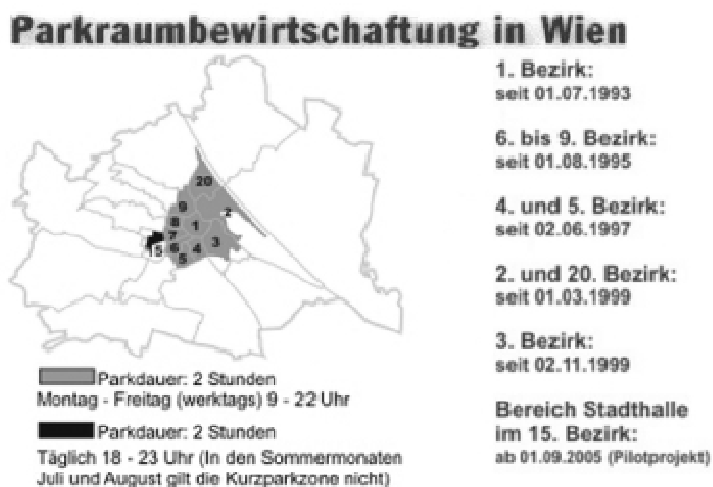 Parkraumbewirtschaftung in Wien
1. Bezirk:
seit 01.07.1993
6. bis 9. Bezirk:
seit 01.08.1995
4. und 5. Bezirk:
seit 02.06.1997
2. und 20. Bezirk:
seit 01.03.1999
3. Bezirk:
seit 02.11.1999
Bereich Stadthalle
im 15. Bezirk:
ab 01.09.2005 (Pilotprojekt)
20
9
2
8
1
7
3
15
6
4
5
Parkdauer: 2 Stunden
Montag - Freitag (werktags) 9 - 22 Uhr
Parkdauer: 2 Stunden
Täglich 18 - 23 Uhr (In den Sommermonaten
Juli und August gilt die Kurzparkzone nicht)